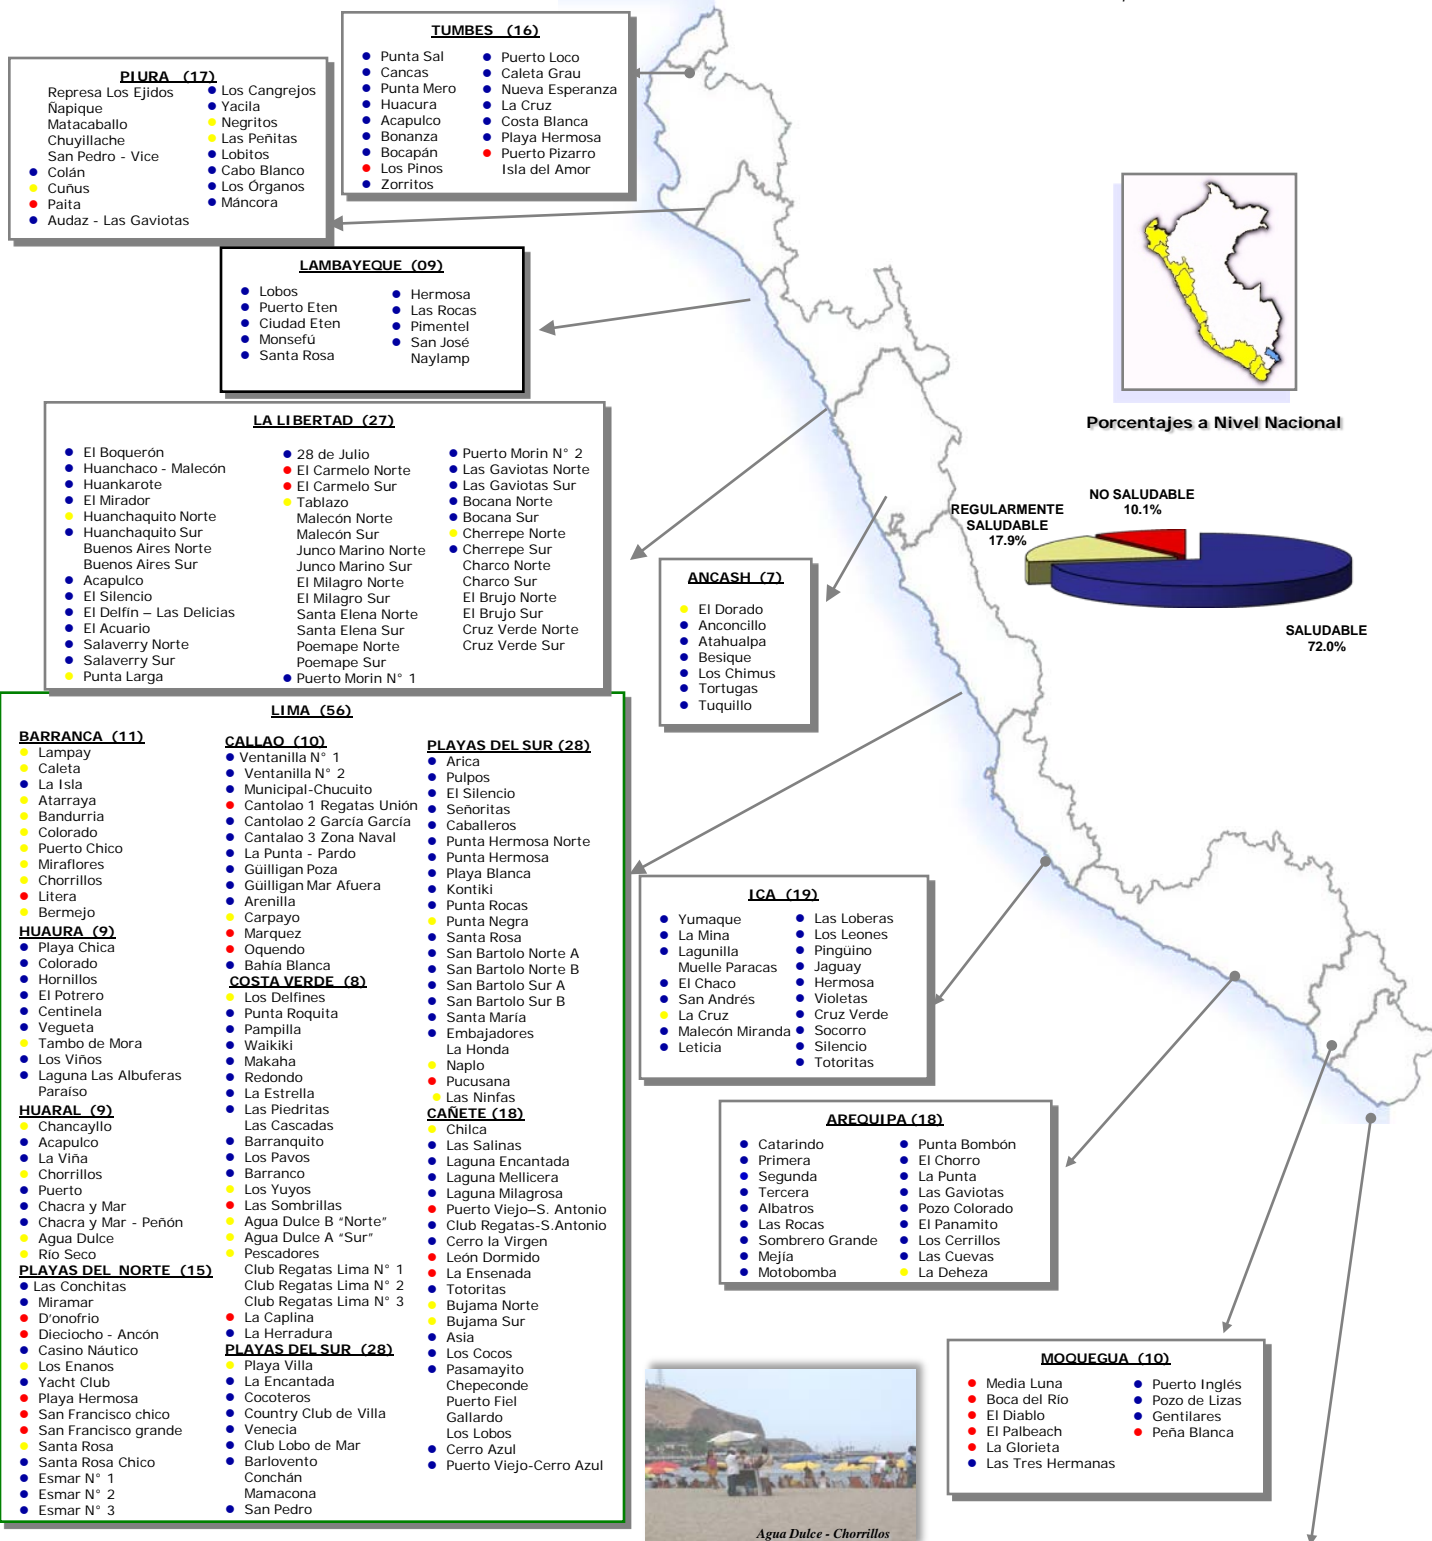 TUMBES (16)
Punta Sal
Cancas
Punta Mero
Huacura
Acapulco
Bonanza
Bocapán
Los Pinos
Zorritos
Puerto Loco
Caleta Grau
Nueva Esperanza
La Cruz
Costa Blanca
Playa Hermosa
Puerto Pizarro
Isla del Amor
PIURA (17)
Represa Los Ejidos
Ñapique
Matacaballo
Chuyillache
San Pedro - Vice
Colán
Cuñus
Paita
Audaz - Las Gaviotas
Los Cangrejos
Yacila
Negritos
Las Peñitas
Lobitos
Cabo Blanco
Los Órganos
Máncora
LAMBAYEQUE (09)
Lobos
Puerto Eten
Ciudad Eten
Monsefú
Santa Rosa
Hermosa
Las Rocas
Pimentel
San José
Naylamp
LA LIBERTAD (27)
El Boquerón
Huanchaco - Malecón
Huankarote
El Mirador
Huanchaquito Norte
Huanchaquito Sur
Buenos Aires Norte
Buenos Aires Sur
Acapulco
El Silencio
El Delfín – Las Delicias
El Acuario
Salaverry Norte
Salaverry Sur
Punta Larga
28 de Julio
El Carmelo Norte
El Carmelo Sur
Tablazo
Malecón Norte
Malecón Sur
Junco Marino Norte
Junco Marino Sur
El Milagro Norte
El Milagro Sur
Santa Elena Norte
Santa Elena Sur
Poemape Norte
Poemape Sur
Puerto Morin N° 1
Puerto Morin N° 2
Las Gaviotas Norte
Las Gaviotas Sur
Bocana Norte
Bocana Sur
Cherrepe Norte
Cherrepe Sur
Charco Norte
Charco Sur
El Brujo Norte
El Brujo Sur
Cruz Verde Norte
Cruz Verde Sur
Porcentajes a Nivel Nacional
NO SALUDABLE
10.1%
REGULARMENTE
SALUDABLE
17.9%
SALUDABLE
72.0%
ANCASH (7)
El Dorado
Anconcillo
Atahualpa
Besique
Los Chimus
Tortugas
Tuquillo
LIMA (56)
BARRANCA (11)
Lampay
Caleta
La Isla
Atarraya
Bandurria
Colorado
Puerto Chico
Miraflores
Chorrillos
Litera
Bermejo
HUAURA (9)
Playa Chica
Colorado
Hornillos
El Potrero
Centinela
Vegueta
Tambo de Mora
Los Viños
Laguna Las Albuferas
Paraíso
HUARAL (9)
Chancayllo
Acapulco
La Viña
Chorrillos
Puerto
Chacra y Mar
Chacra y Mar - Peñón
Agua Dulce
Río Seco
PLAYAS DEL NORTE (15)
Las Conchitas
Miramar
D'onofrio
Dieciocho - Ancón
Casino Náutico
Los Enanos
Yacht Club
Playa Hermosa
San Francisco chico
San Francisco grande
Santa Rosa
Santa Rosa Chico
Esmar N° 1
Esmar N° 2
Esmar N° 3
CALLAO (10)
Ventanilla N° 1
Ventanilla N° 2
Municipal-Chucuito
Cantolao 1 Regatas Unión
Cantolao 2 García García
Cantalao 3 Zona Naval
La Punta - Pardo
Güilligan Poza
Güilligan Mar Afuera
Arenilla
Carpayo
Marquez
Oquendo
Bahía Blanca
COSTA VERDE (8)
Los Delfines
Punta Roquita
Pampilla
Waikiki
Makaha
Redondo
La Estrella
Las Piedritas
Las Cascadas
Barranquito
Los Pavos
Barranco
Los Yuyos
Las Sombrillas
Agua Dulce B “Norte”
Agua Dulce A “Sur”
Pescadores
Club Regatas Lima N° 1
Club Regatas Lima N° 2
Club Regatas Lima N° 3
La Caplina
La Herradura
PLAYAS DEL SUR (28)
Playa Villa
La Encantada
Cocoteros
Country Club de Villa
Venecia
Club Lobo de Mar
Barlovento
Conchán
Mamacona
San Pedro
PLAYAS DEL SUR (28)
Arica
Pulpos
El Silencio
Señoritas
Caballeros
Punta Hermosa Norte
Punta Hermosa
Playa Blanca
Kontiki
Punta Rocas
Punta Negra
Santa Rosa
San Bartolo Norte A
San Bartolo Norte B
San Bartolo Sur A
San Bartolo Sur B
Santa María
Embajadores
La Honda
Naplo
Pucusana
Las Ninfas
CAÑETE (18)
Chilca
Las Salinas
Laguna Encantada
Laguna Mellicera
Laguna Milagrosa
Puerto Viejo–S. Antonio
Club Regatas-S.Antonio
Cerro la Virgen
León Dormido
La Ensenada
Totoritas
Bujama Norte
Bujama Sur
Asia
Los Cocos
Pasamayito
Chepeconde
Puerto Fiel
Gallardo
Los Lobos
Cerro Azul
Puerto Viejo-Cerro Azul
ICA (19)
Yumaque
La Mina
Lagunilla
Muelle Paracas
El Chaco
San Andrés
La Cruz
Malecón Miranda
Leticia
Las Loberas
Los Leones
Pingüino
Jaguay
Hermosa
Violetas
Cruz Verde
Socorro
Silencio
Totoritas
AREQUIPA (18)
Catarindo
Primera
Segunda
Tercera
Albatros
Las Rocas
Sombrero Grande
Mejía
Motobomba
Punta Bombón
El Chorro
La Punta
Las Gaviotas
Pozo Colorado
El Panamito
Los Cerrillos
Las Cuevas
La Deheza
MOQUEGUA (10)
Media Luna
Boca del Río
El Diablo
El Palbeach
La Glorieta
Las Tres Hermanas
Puerto Inglés
Pozo de Lizas
Gentilares
Peña Blanca
Agua Dulce - Chorrillos